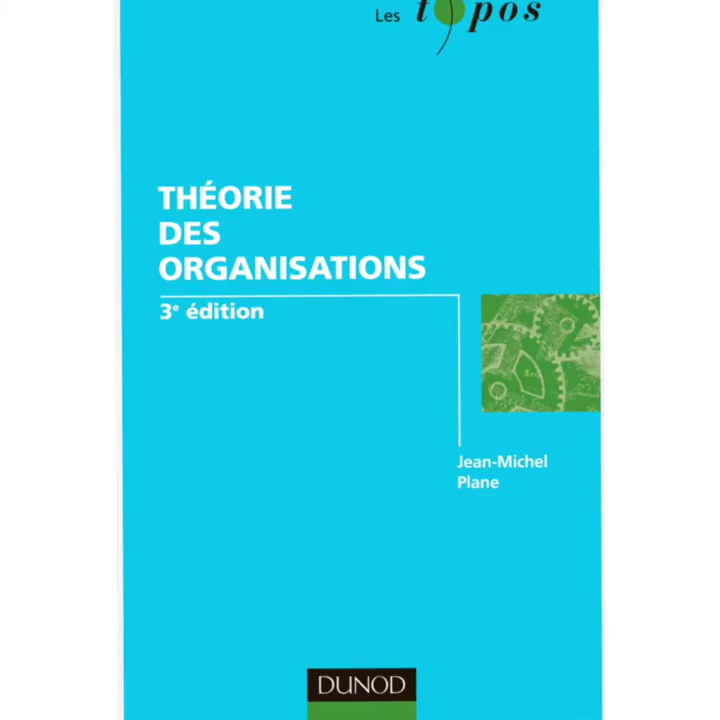 Les topos
THÉORIE
DES
ORGANISATIONS
3e édition
Jean-Michel
Plane
DUNOD